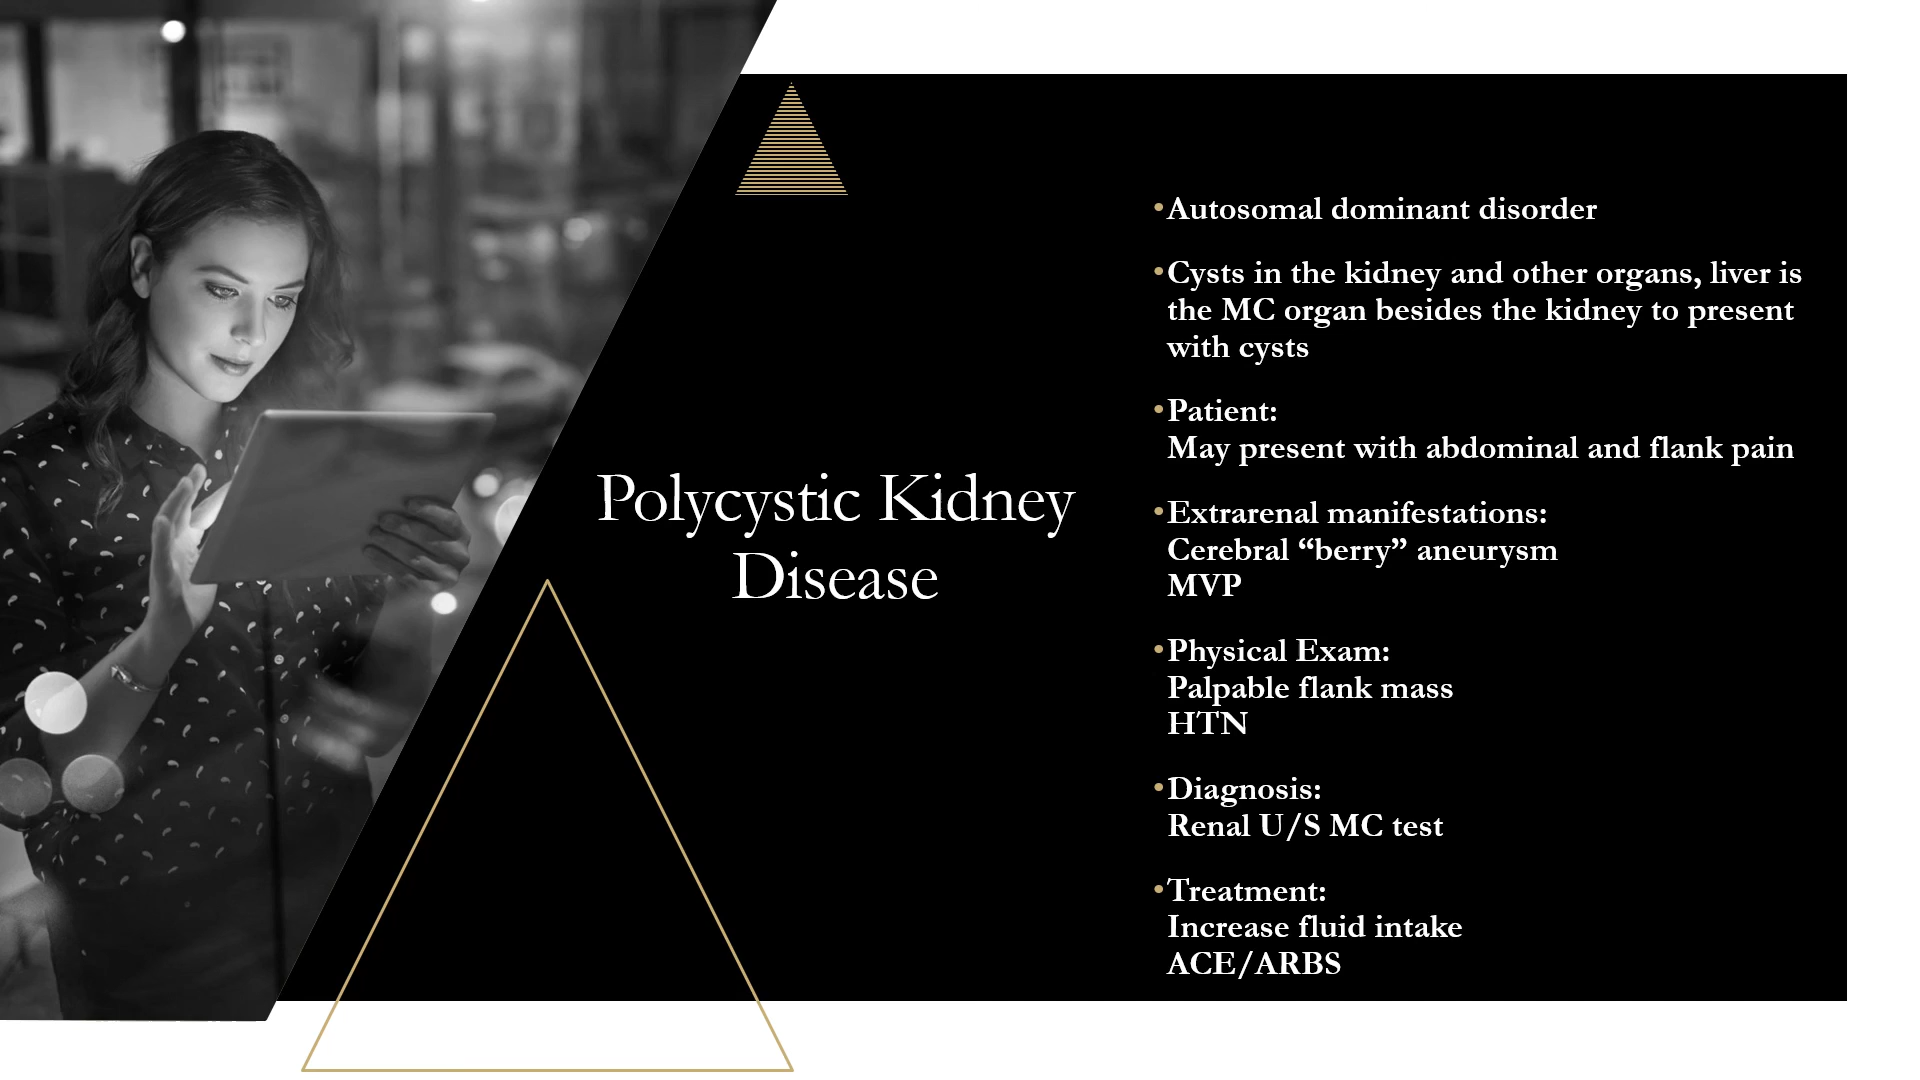 Polycystic Kidney
Disease
•Autosomal dominant disorder
•Cysts in the kidney and other organs, liver is
the MC organ besides the kidney to present
with cysts
•Patient:
May present with abdominal and flank pain
•Extrarenal manifestations:
Cerebral “berry” aneurysm
MVP
•Physical Exam:
Palpable flank mass
HTN
•Diagnosis:
Renal U/S MC test
•Treatment:
Increase fluid intake
ACE/ARBS